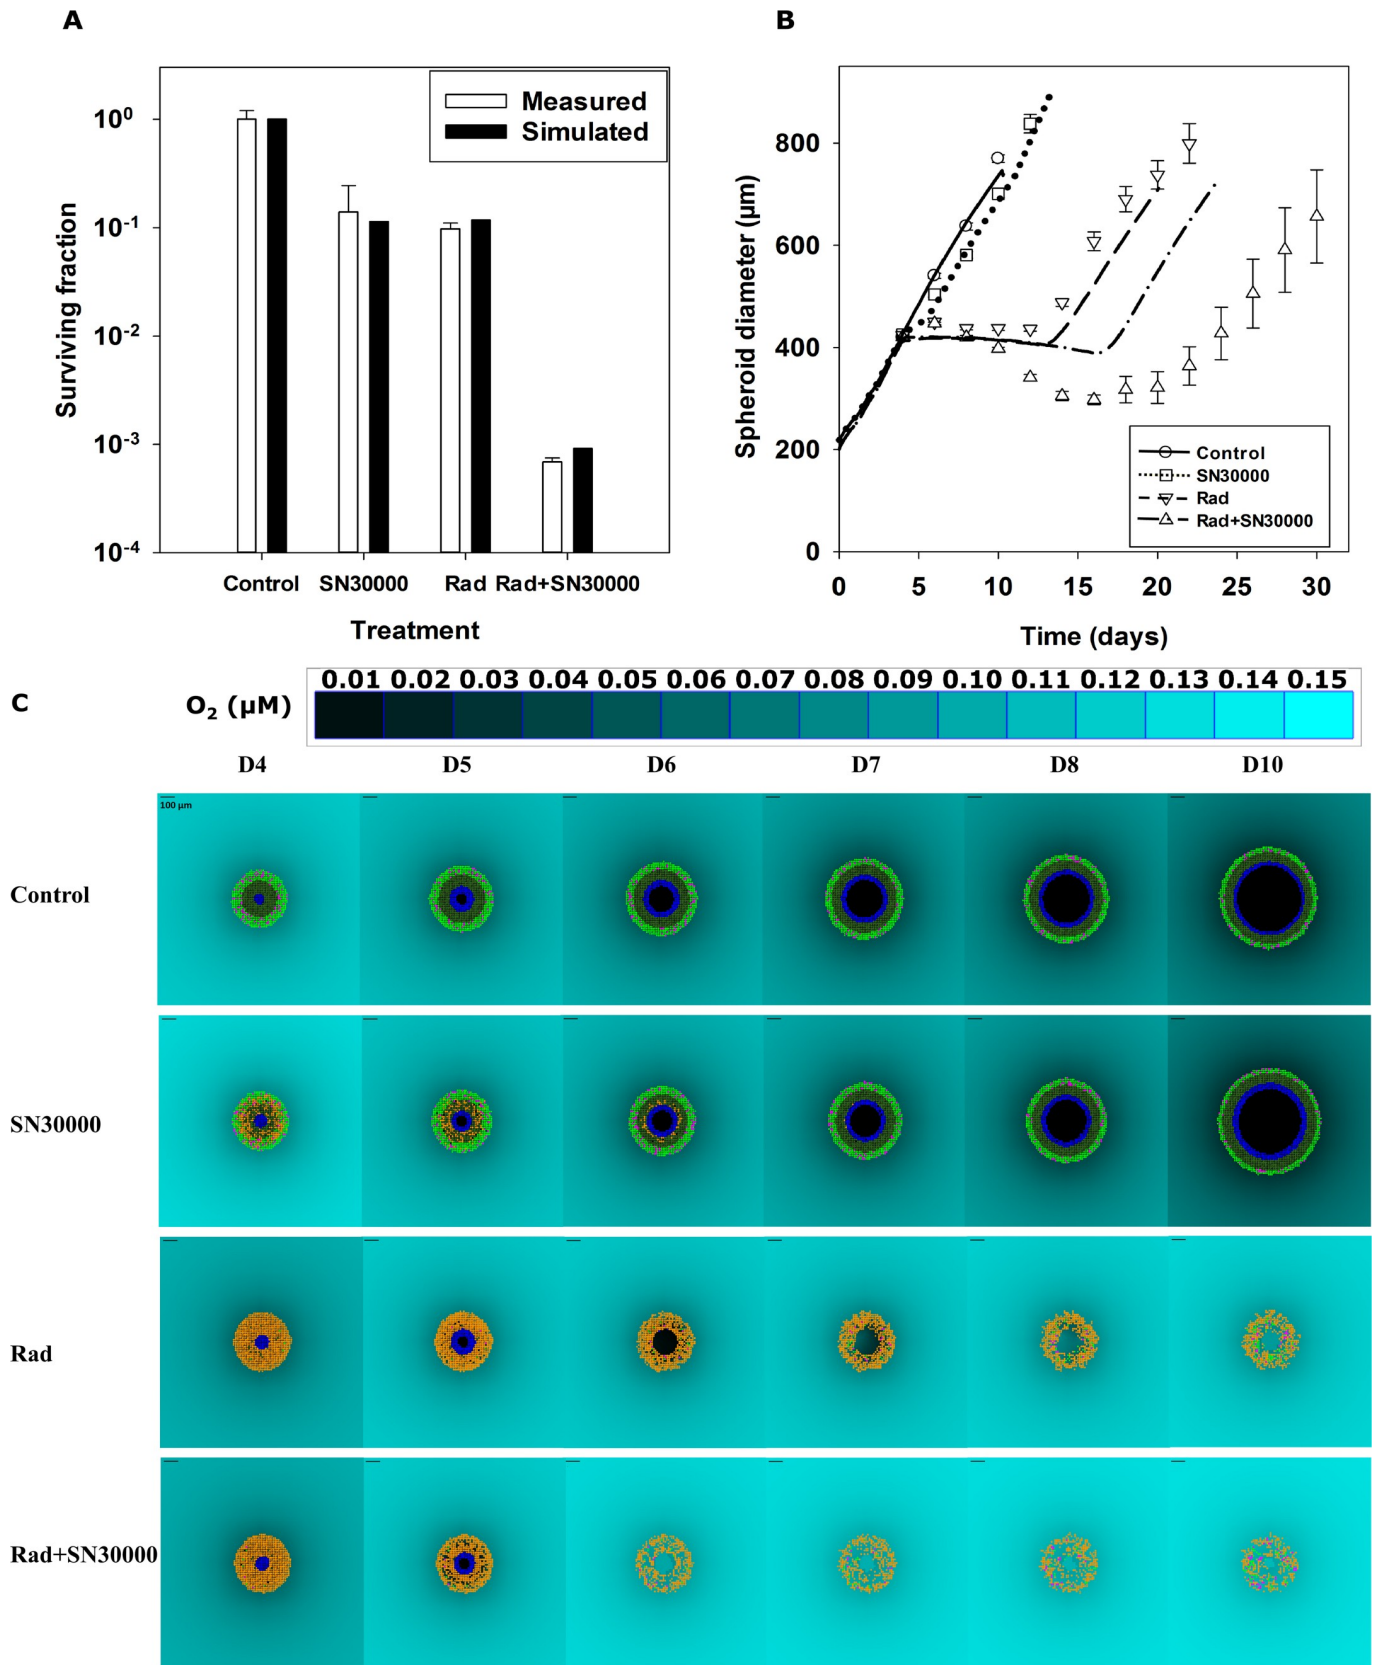 A
B
Surviving fraction
10^0
10^-1
10^-2
10^-3
10^-4
Measured
Simulated
Control SN30000 Rad Rad+SN30000
Treatment
Spheroid diameter (µm)
800
600
400
200
0
Control
SN30000
Rad
Rad+SN30000
0 5 10 15 20 25 30
Time (days)
C
O₂ (µM)
0.01 0.02 0.03 0.04 0.05 0.06 0.07 0.08 0.09 0.10 0.11 0.12 0.13 0.14 0.15
D4 D5 D6 D7 D8 D10
100 µm
Control
SN30000
Rad
Rad+SN30000